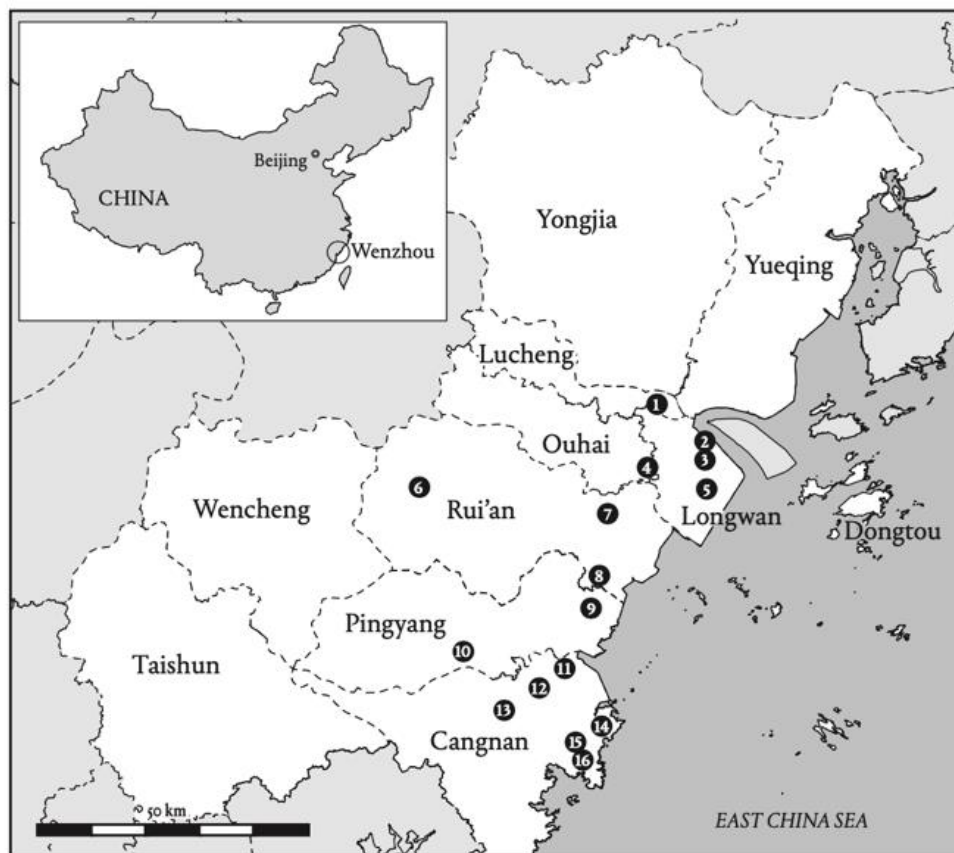 Beijing
CHINA
Wenzhou
Yongjia
Yueqing
Lucheng
1
Ouhai
2
3
4
5
6
Wencheng
Rui'an
7
Longwan
Dongtou
8
9
Pingyang
10
Taishun
11
12
13
14
Cangnan
15
16
0 50 km
EAST CHINA SEA